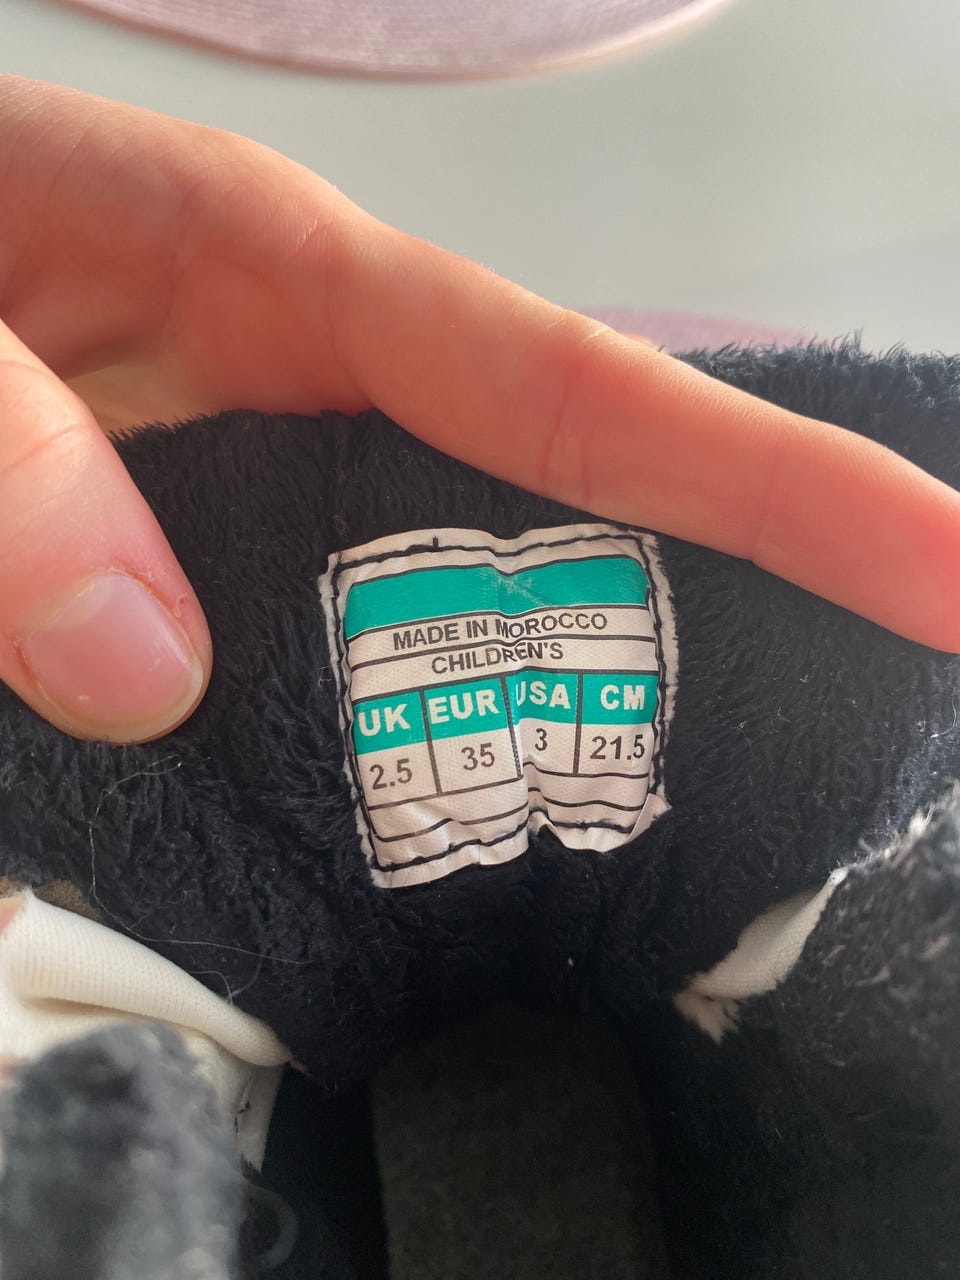 MADE IN MOROCCO
CHILDREN'S
UK EUR USA CM
2.5 35 3 21.5